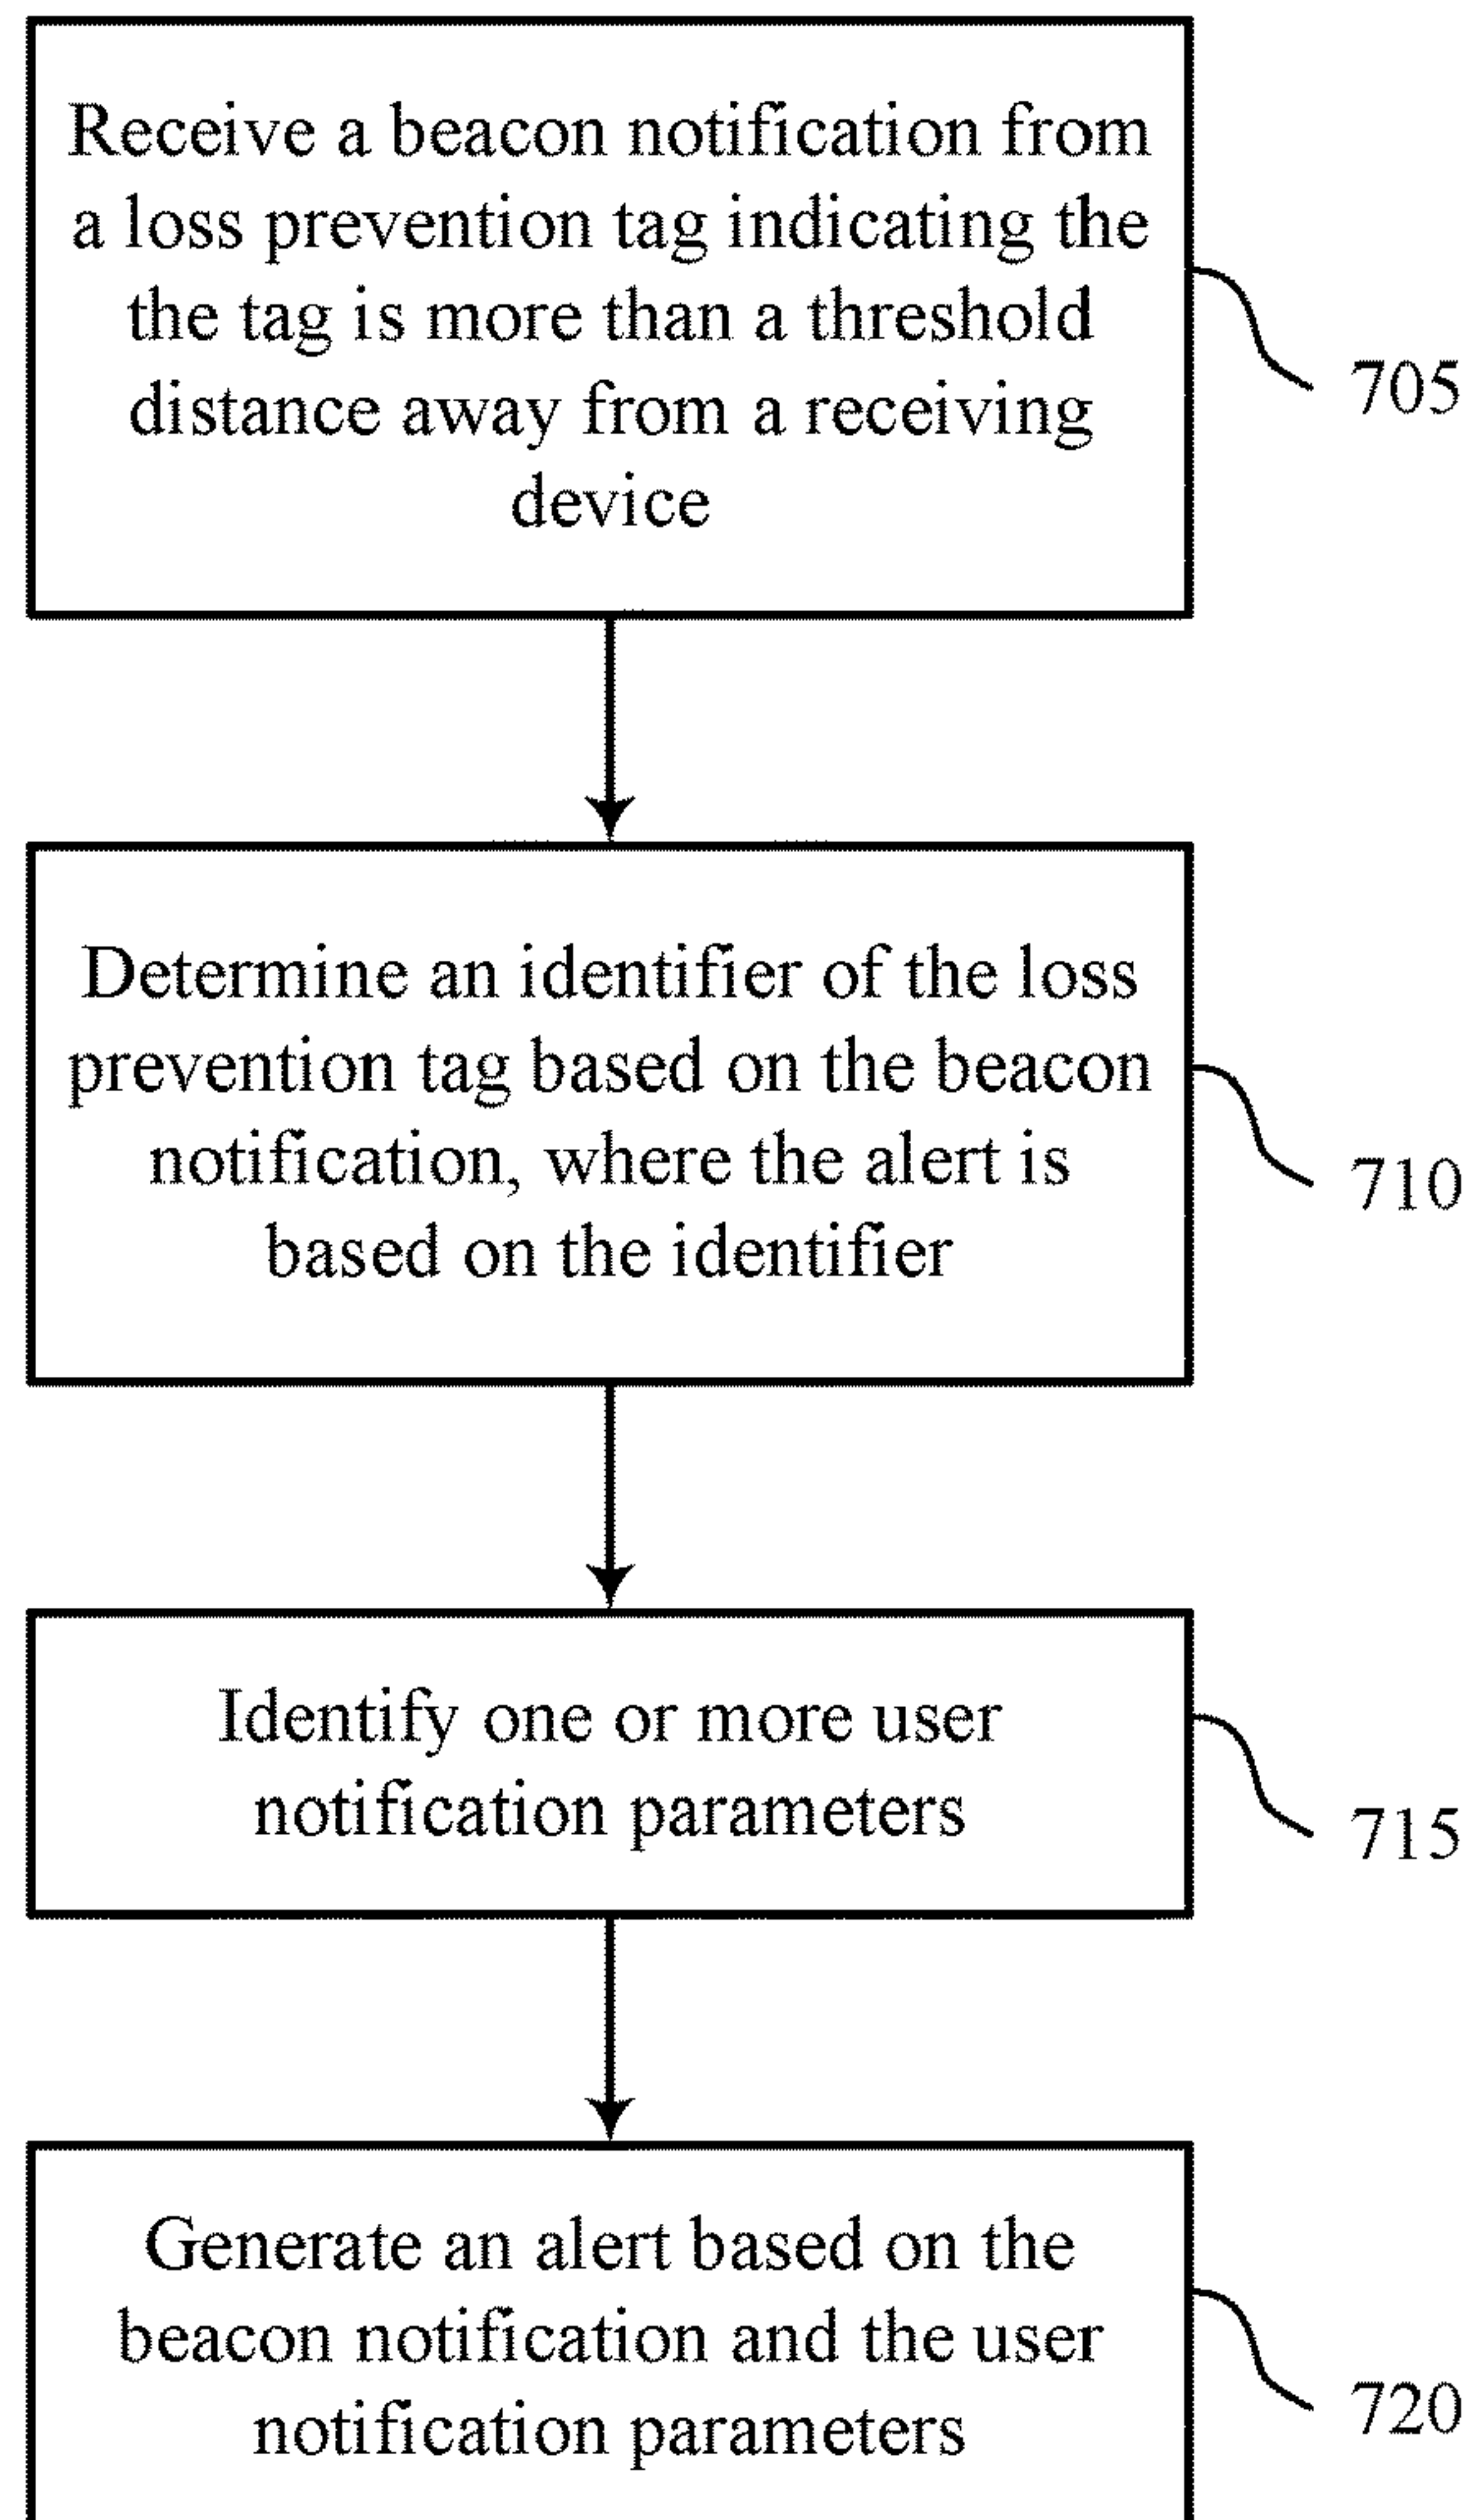 Receive a beacon notification from
a loss prevention tag indicating the
the tag is more than a threshold
distance away from a receiving
device
705
Determine an identifier of the loss
prevention tag based on the beacon
notification, where the alert is
based on the identifier
710
Identify one or more user
notification parameters
715
Generate an alert based on the
beacon notification and the user
notification parameters
720